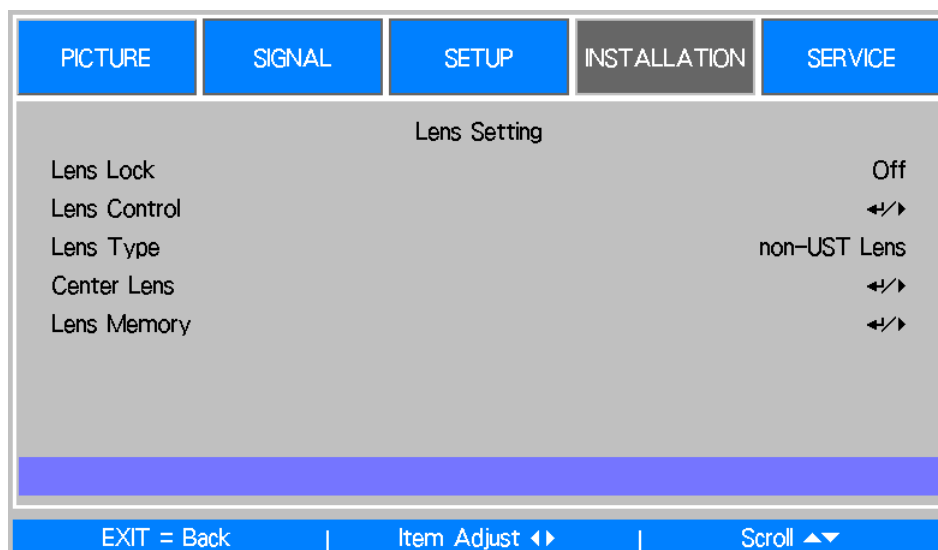 PICTURE SIGNAL SETUP INSTALLATION SERVICE
Lens Setting
Lens Lock Off
Lens Control ↵/▸
Lens Type non-UST Lens
Center Lens ↵/▸
Lens Memory ↵/▸
EXIT = Back | Item Adjust ◂▸ | Scroll ▴▾